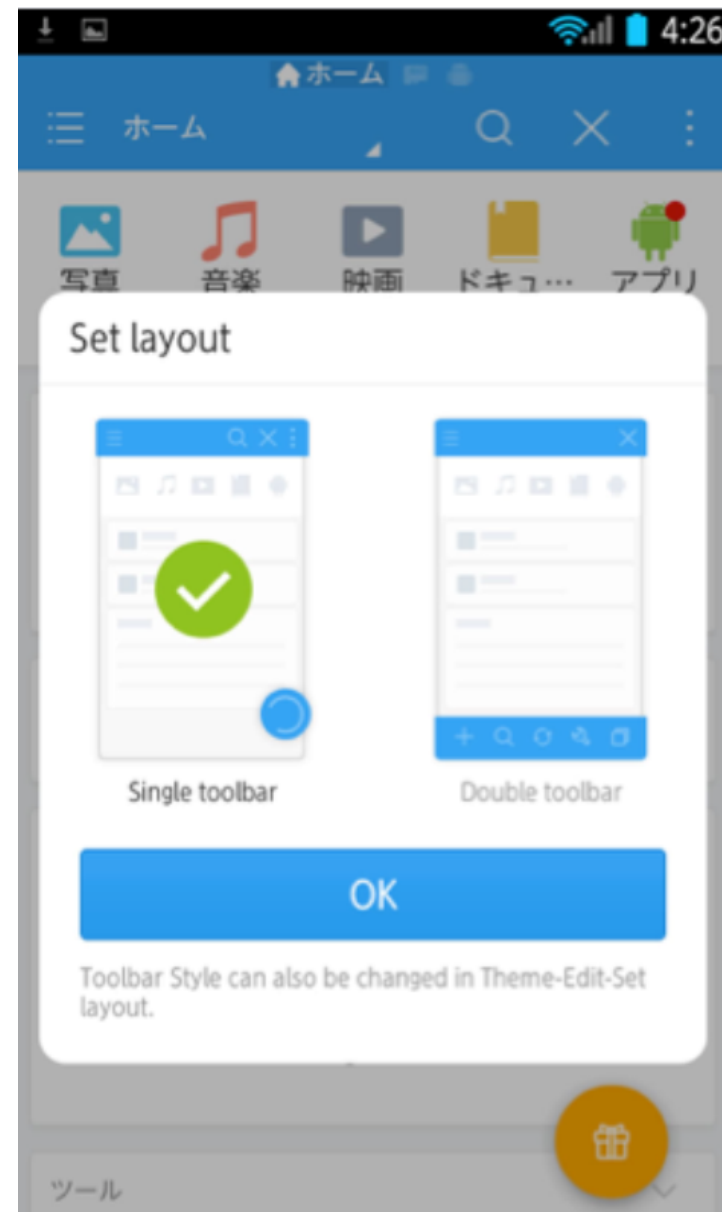 4:26
ホーム
ホーム
写真 音楽 映画 ドキュ… アプリ
Set layout
Single toolbar Double toolbar
OK
Toolbar Style can also be changed in Theme-Edit-Set
layout.
ツール